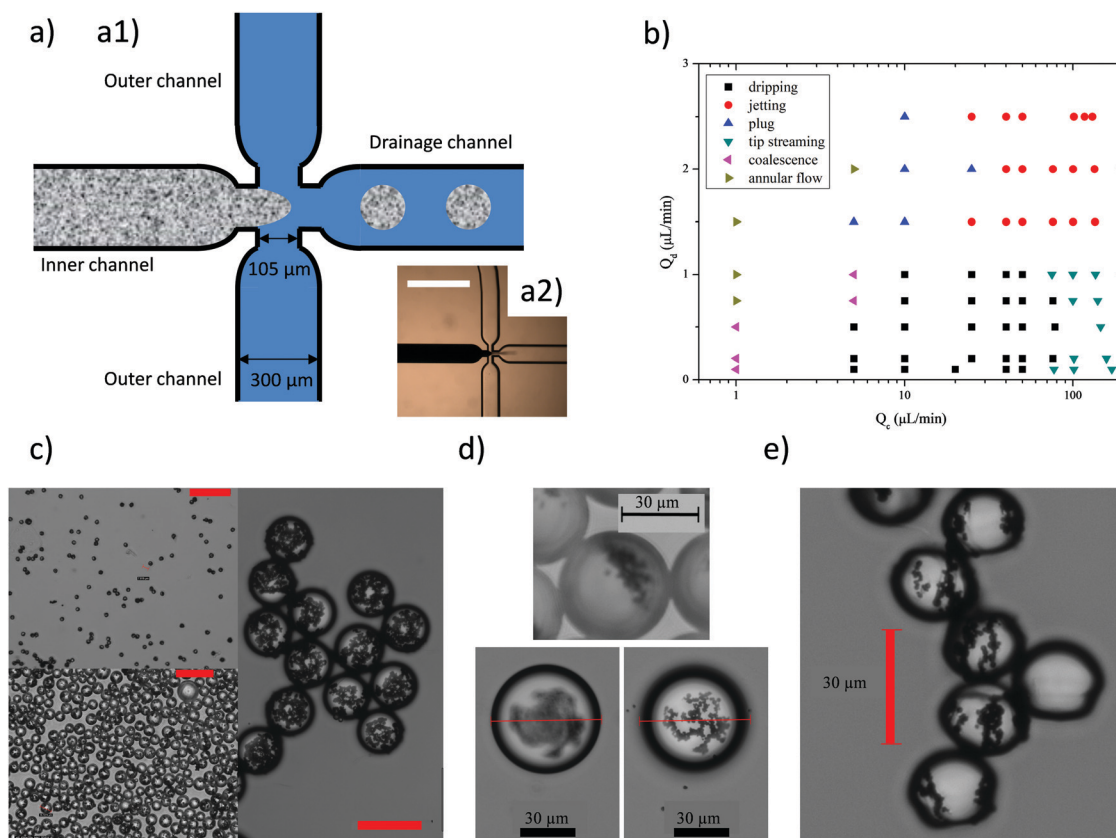 a)
a1)
Outer channel
Drainage channel
Inner channel
105 µm
a2)
Outer channel
300 µm
b)
3
2
1
0
dripping
jetting
plug
tip streaming
coalescence
annular flow
Q_d (µL/min)
1
10
100
Q_c (µL/min)
c)
d)
30 µm
30 µm
30 µm
e)
30 µm